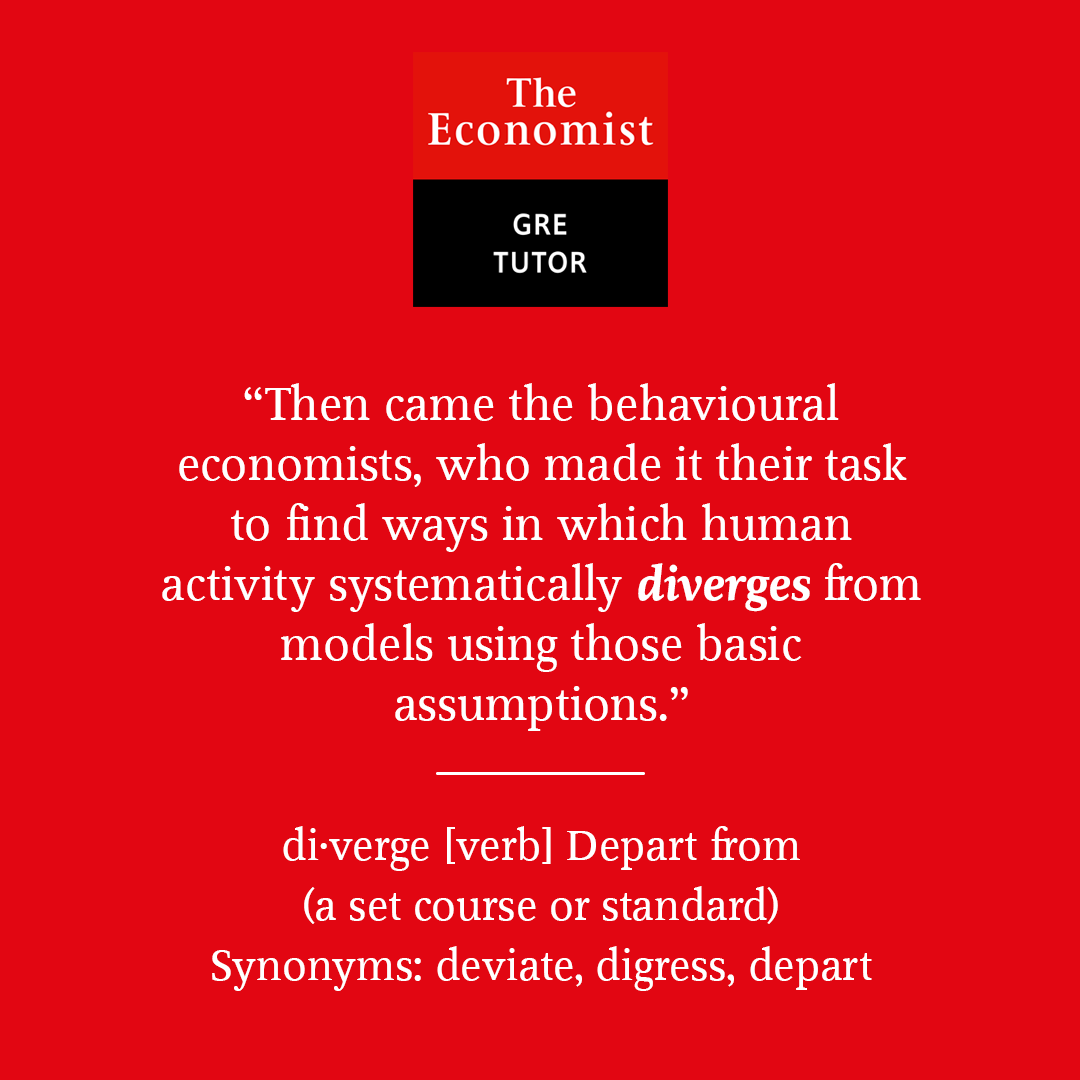 The
Economist
GRE
TUTOR
“Then came the behavioural
economists, who made it their task
to find ways in which human
activity systematically diverges from
models using those basic
assumptions.”
di·verge [verb] Depart from
(a set course or standard)
Synonyms: deviate, digress, depart